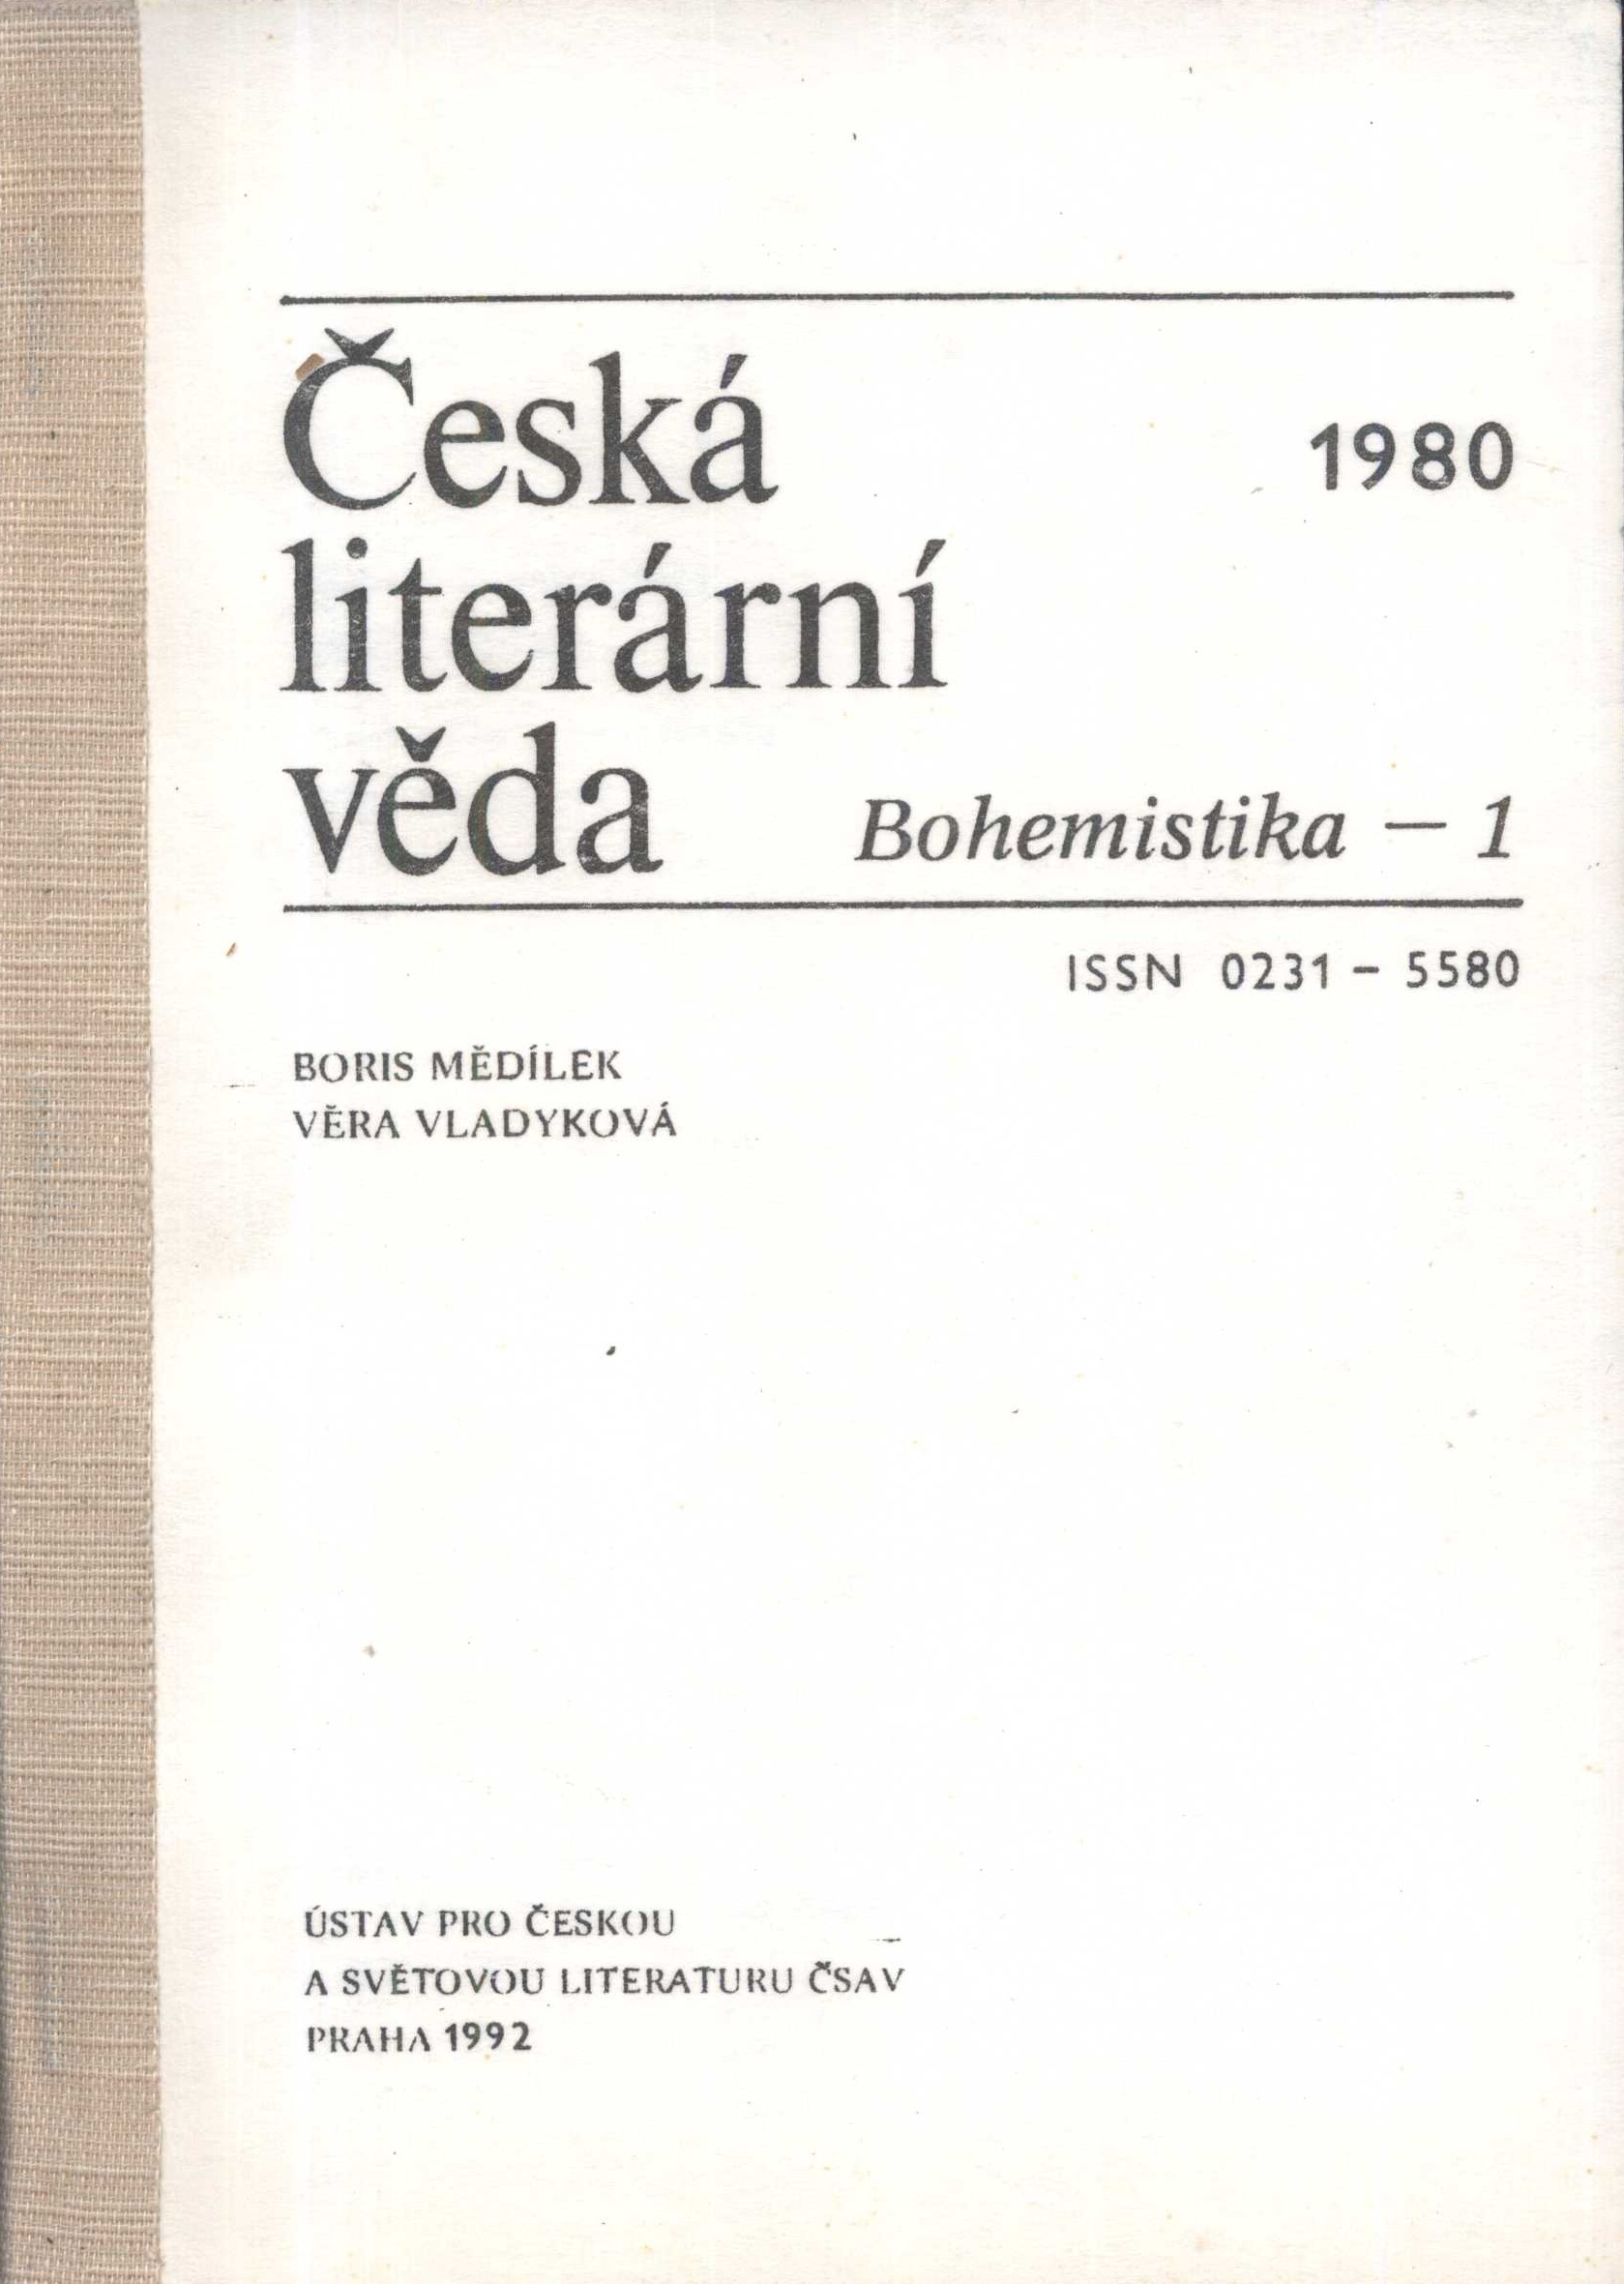 Česká
1980
literární
věda
Bohemistika — 1
ISSN 0231 – 5580
BORIS MĚDÍLEK
VĚRA VLADYKOVÁ
ÚSTAV PRO ČESKOU
A SVĚTOVOU LITERATURU ČSAV
PRAHA 1992